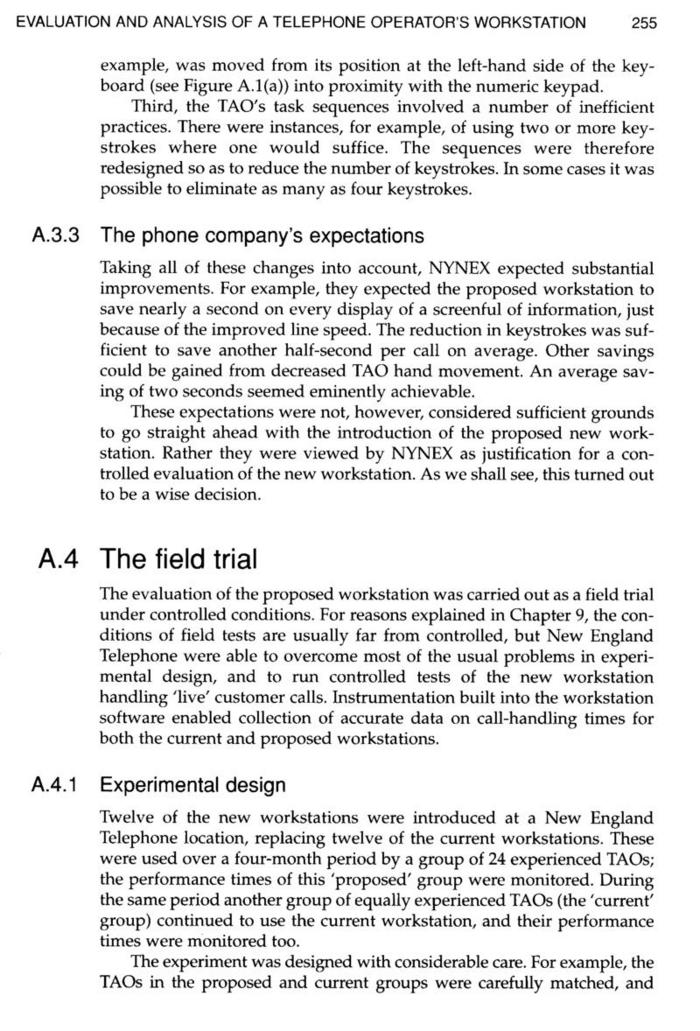 EVALUATION AND ANALYSIS OF A TELEPHONE OPERATOR'S WORKSTATION 255
example, was moved from its position at the left-hand side of the key-
board (see Figure A.1(a)) into proximity with the numeric keypad.
Third, the TAO's task sequences involved a number of inefficient
practices. There were instances, for example, of using two or more key-
strokes where one would suffice. The sequences were therefore
redesigned so as to reduce the number of keystrokes. In some cases it was
possible to eliminate as many as four keystrokes.
A.3.3 The phone company's expectations
Taking all of these changes into account, NYNEX expected substantial
improvements. For example, they expected the proposed workstation to
save nearly a second on every display of a screenful of information, just
because of the improved line speed. The reduction in keystrokes was suf-
ficient to save another half-second per call on average. Other savings
could be gained from decreased TAO hand movement. An average sav-
ing of two seconds seemed eminently achievable.
These expectations were not, however, considered sufficient grounds
to go straight ahead with the introduction of the proposed new work-
station. Rather they were viewed by NYNEX as justification for a con-
trolled evaluation of the new workstation. As we shall see, this turned out
to be a wise decision.
A.4 The field trial
The evaluation of the proposed workstation was carried out as a field trial
under controlled conditions. For reasons explained in Chapter 9, the con-
ditions of field tests are usually far from controlled, but New England
Telephone were able to overcome most of the usual problems in experi-
mental design, and to run controlled tests of the new workstation
handling 'live' customer calls. Instrumentation built into the workstation
software enabled collection of accurate data on call-handling times for
both the current and proposed workstations.
A.4.1 Experimental design
Twelve of the new workstations were introduced at a New England
Telephone location, replacing twelve of the current workstations. These
were used over a four-month period by a group of 24 experienced TAOs;
the performance times of this 'proposed' group were monitored. During
the same period another group of equally experienced TAOs (the 'current'
group) continued to use the current workstation, and their performance
times were monitored too.
The experiment was designed with considerable care. For example, the
TAOs in the proposed and current groups were carefully matched, and